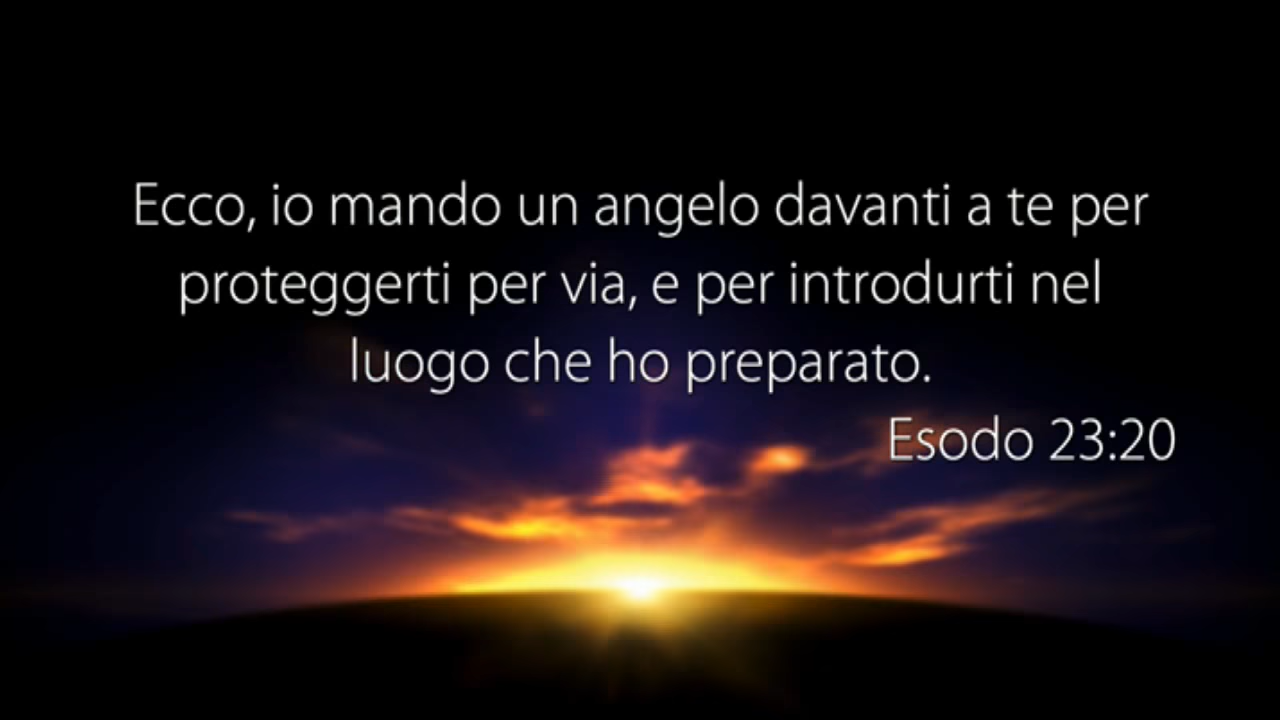 Ecco, io mando un angelo davanti a te per
proteggerti per via, e per introdurti nel
luogo che ho preparato.
Esodo 23:20